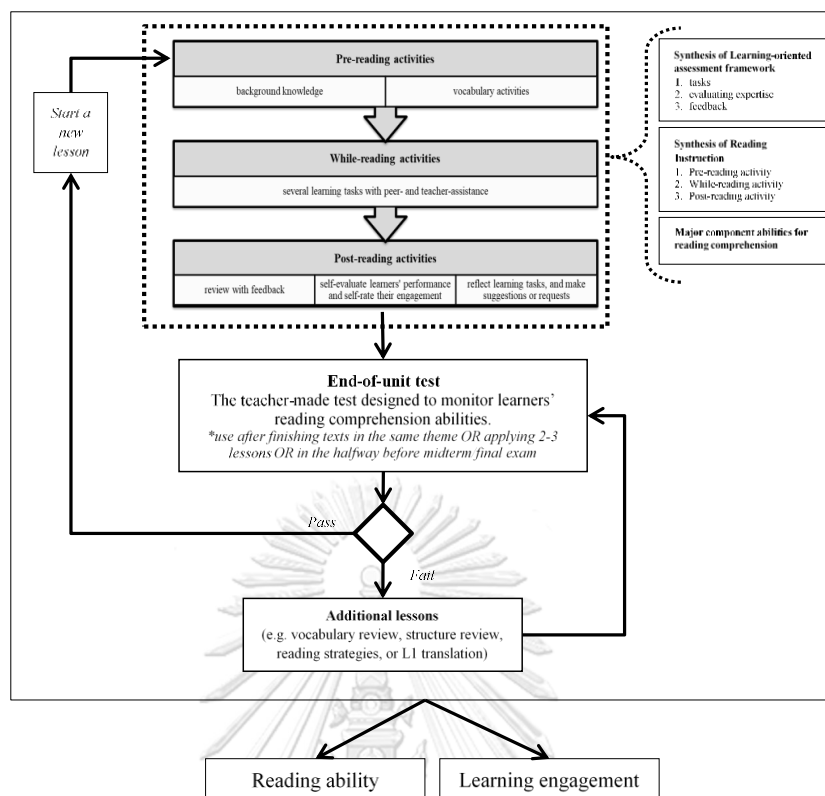 Pre-reading activities
background knowledge
vocabulary activities
While-reading activities
several learning tasks with peer- and teacher-assistance
Post-reading activities
review with feedback
self-evaluate learners' performance
and self-rate their engagement
reflect learning tasks, and make
suggestions or requests
Start a
new
lesson
Synthesis of Learning-oriented
assessment framework
1. tasks
2. evaluating expertise
3. feedback
Synthesis of Reading
Instruction
1. Pre-reading activity
2. While-reading activity
3. Post-reading activity
Major component abilities for
reading comprehension
End-of-unit test
The teacher-made test designed to monitor learners'
reading comprehension abilities.
*use after finishing texts in the same theme OR applying 2-3
lessons OR in the halfway before midterm final exam
Pass
Fail
Additional lessons
(e.g. vocabulary review, structure review,
reading strategies, or L1 translation)
Reading ability
Learning engagement